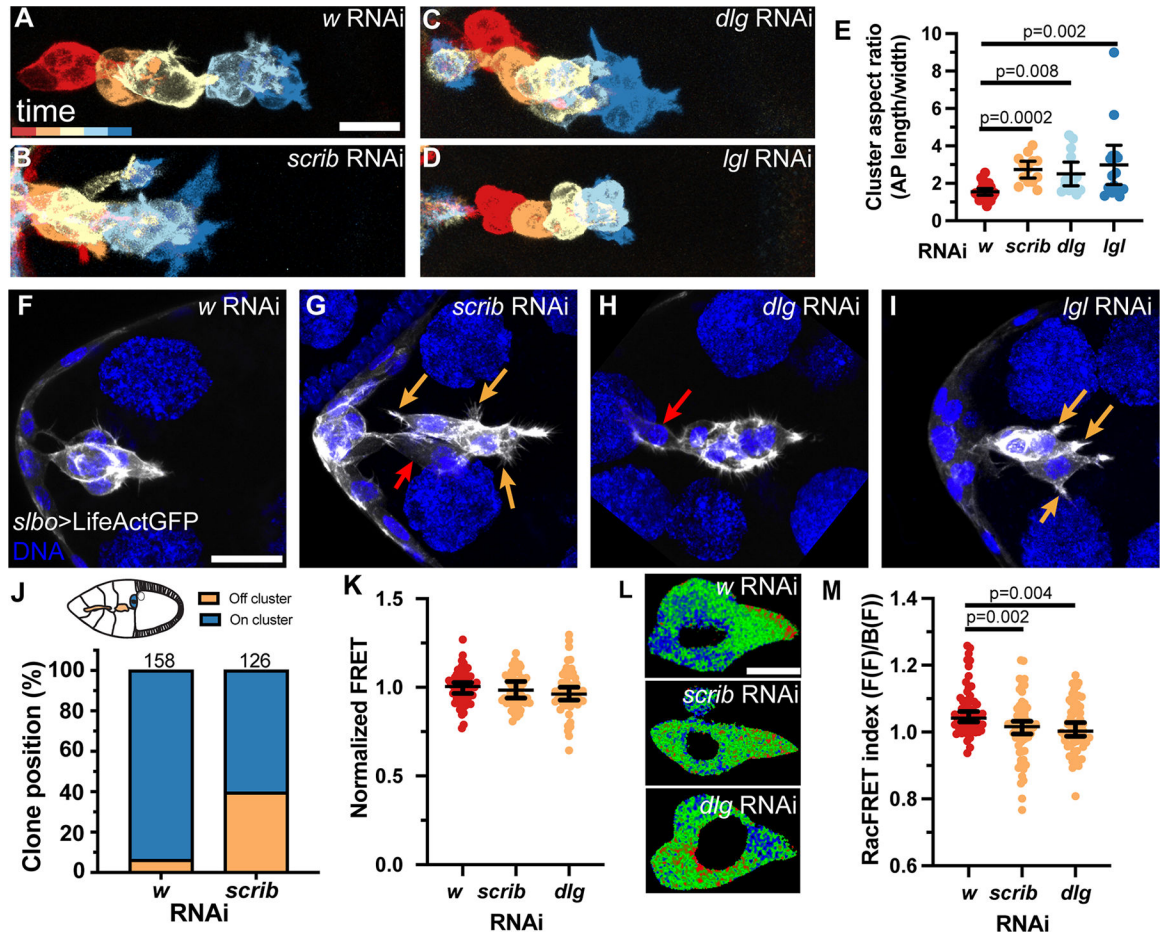 A
w RNAi
time
B
scrib RNAi
C
dlg RNAi
D
lgl RNAi
E
p=0.002
p=0.008
p=0.0002
Cluster aspect ratio
(AP length/width)
10
8
6
4
2
0
RNAi w scrib dlg lgl
F
w RNAi
slbo>LifeActGFP
DNA
G
scrib RNAi
H
dlg RNAi
I
lgl RNAi
J
Off cluster
On cluster
158 126
Clone position (%)
100
80
60
40
20
0
w scrib
RNAi
K
Normalized FRET
1.5
1.0
0.5
0.0
w scrib dlg
RNAi
L
w RNAi
scrib RNAi
dlg RNAi
M
p=0.004
p=0.002
RacFRET index (F(F)/B(F))
1.4
1.2
1.0
0.8
0.6
w scrib dlg
RNAi